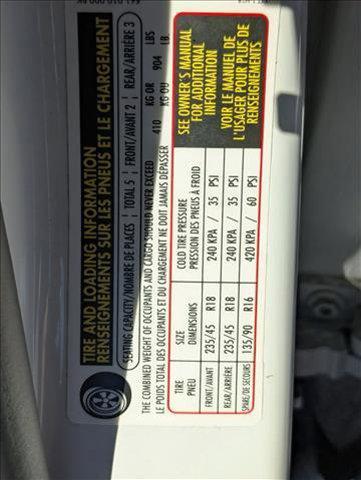 TIRE AND LOADING INFORMATION
RENSEIGNEMENTS SUR LES PNEUS ET LE CHARGEMENT
SEATING CAPACITY/NOMBRE DE PLACES | TOTAL 5 | FRONT/AVANT 2 | REAR/ARRIÈRE 3
THE COMBINED WEIGHT OF OCCUPANTS AND CARGO SHOULD NEVER EXCEED 410 KG OR 904 LBS
LE POIDS TOTAL DES OCCUPANTS ET DU CHARGEMENT NE DOIT JAMAIS DÉPASSER KG OU LB.
TIRE
PNEU
SIZE
DIMENSIONS
COLD TIRE PRESSURE
PRESSION DES PNEUS À FROID
FRONT/AVANT 235/45 R18 240 KPA / 35 PSI
REAR/ARRIÈRE 235/45 R18 240 KPA / 35 PSI
SPARE/DE SECOURS 135/90 R16 420 KPA / 60 PSI
SEE OWNER'S MANUAL
FOR ADDITIONAL
INFORMATION
VOIR LE MANUEL DE
L'USAGER POUR PLUS DE
RENSEIGNEMENTS